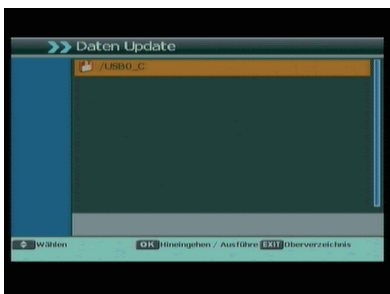 Daten Update
/USB0_C
Wählen OK Hineingehen / Ausführe EXIT Oberverzeichnis